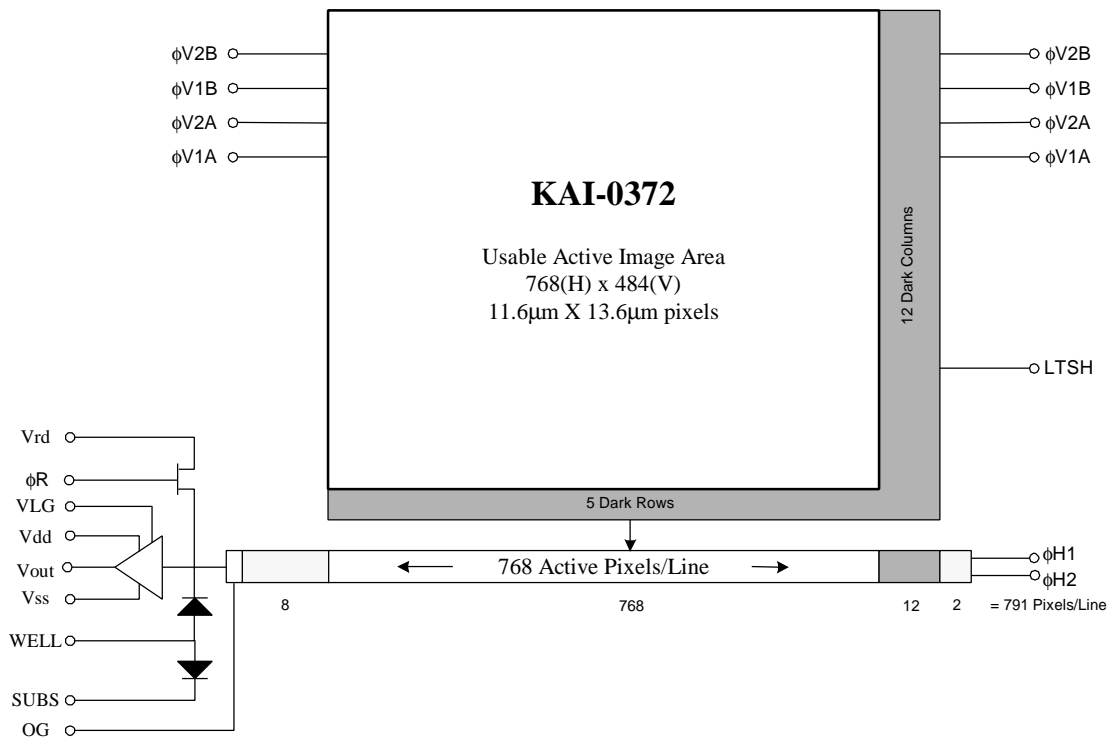 ϕV2B
ϕV1B
ϕV2A
ϕV1A
KAI-0372
Usable Active Image Area
768(H) x 484(V)
11.6μm X 13.6μm pixels
12 Dark Columns
ϕV2B
ϕV1B
ϕV2A
ϕV1A
LTSH
5 Dark Rows
Vrd
ϕR
VLG
Vdd
Vout
Vss
WELL
SUBS
OG
768 Active Pixels/Line
ϕH1
ϕH2
8 768 12 2 = 791 Pixels/Line